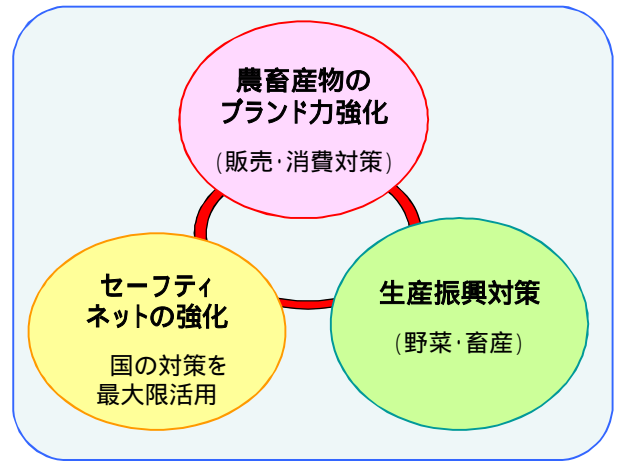 農畜産物の
ブランド力強化
(販売・消費対策)
セーフティ
ネットの強化
国の対策を
最大限活用
生産振興対策
(野菜・畜産)